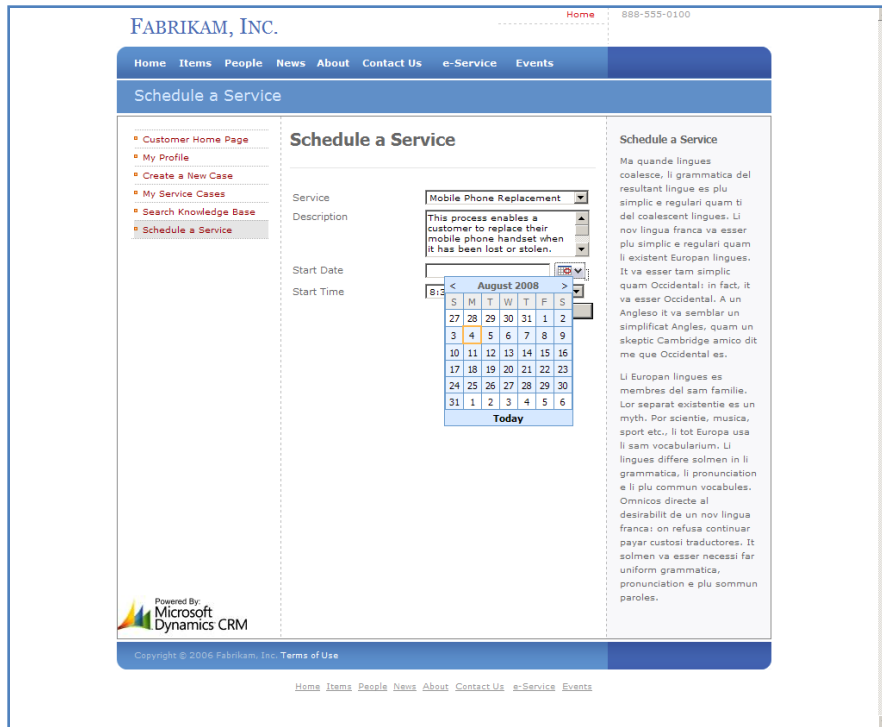 FABRIKAM, INC.
Home
888-555-0100
Home Items People News About Contact Us e-Service Events
Schedule a Service
Customer Home Page
My Profile
Create a New Case
My Service Cases
Search Knowledge Base
Schedule a Service
Schedule a Service
Service
Mobile Phone Replacement
Description
This process enables a
customer to replace their
mobile phone handset when
it has been lost or stolen.
Start Date
Start Time
8:3
< August 2008 >
S M T W T F S
27 28 29 30 31 1 2
3 4 5 6 7 8 9
10 11 12 13 14 15 16
17 18 19 20 21 22 23
24 25 26 27 28 29 30
31 1 2 3 4 5 6
Today
Schedule a Service
Ma quande lingues
coalesce, li grammatica del
resultant lingue es plu
simplic e regulari quam ti
del coalescent lingues. Li
nov lingua franca va esser
plu simplic e regulari quam
li existent Europan lingues.
It va esser tam simplic
quam Occidental: in fact, it
va esser Occidental. A un
Angleso it va semblar un
simplificat Angles, quam un
skeptic Cambridge amico dit
me que Occidental es.
Li Europan lingues es
membres del sam familie.
Lor separat existentie es un
myth. Por scientie, musica,
sport etc., li tot Europa usa
li sam vocabularium. Li
lingues differe solmen in li
grammatica, li pronunciation
e li plu commun vocabules.
Omnicos directe al
desirabilit de un nov lingua
franca: on refusa continuar
payar custosi traductores. It
solmen va esser necessi far
uniform grammatica,
pronunciation e plu sommun
paroles.
Powered By:
Microsoft
Dynamics CRM
Copyright © 2006 Fabrikam. Inc. Terms of Use
Home Items People News About Contact Us e-Service Events